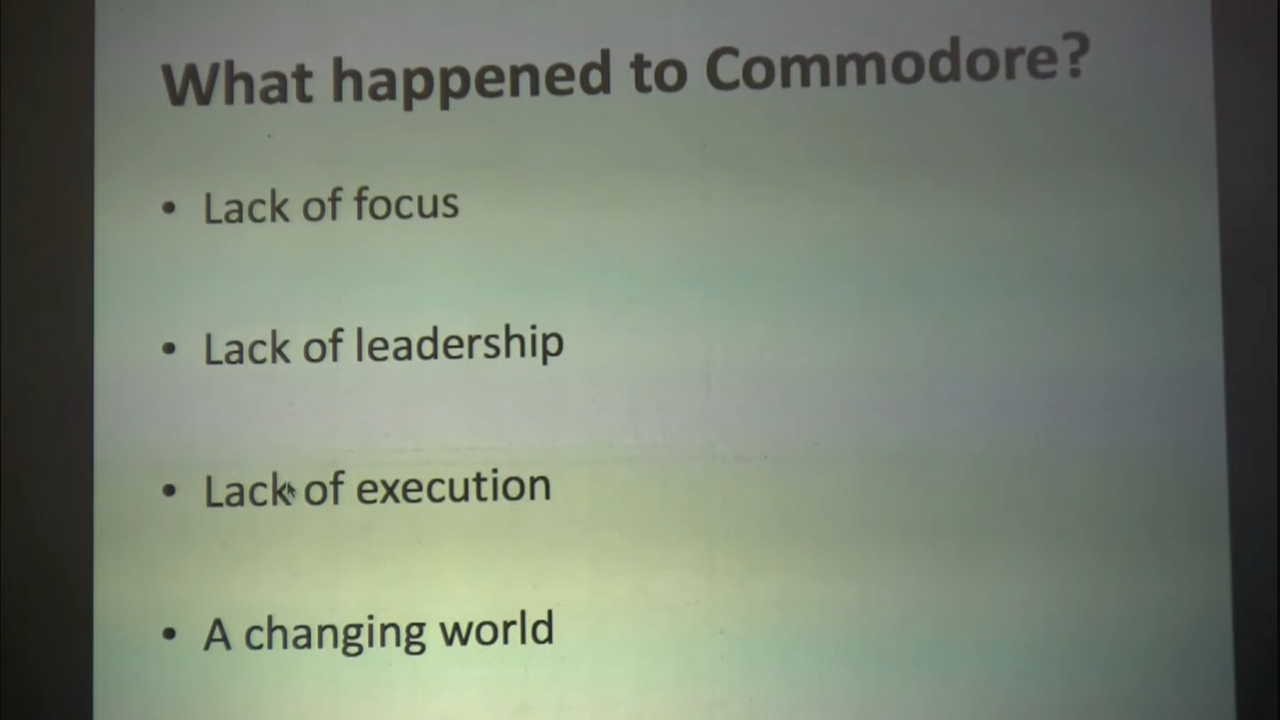 What happened to Commodore?
• Lack of focus
• Lack of leadership
• Lack of execution
• A changing world